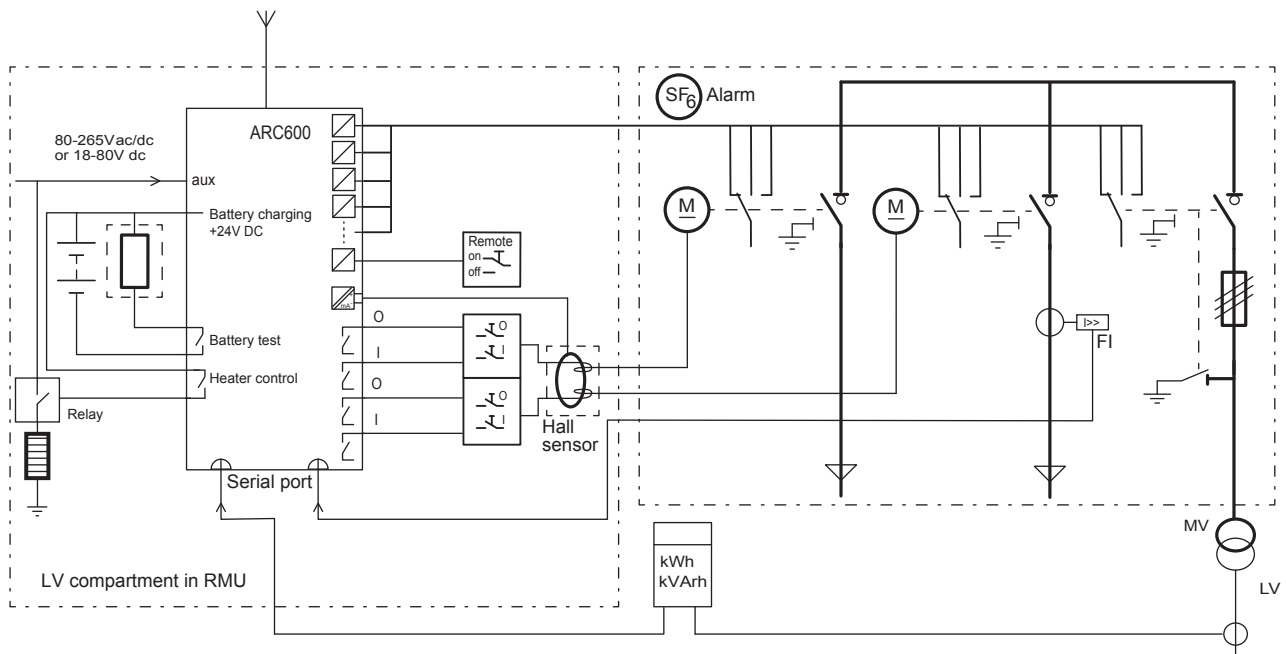 SF6 Alarm
ARC600
80-265Vac/dc
or 18-80V dc
aux
Battery charging
+24V DC
M
M
Remote
on
off
mA
O
I
O
I
O
I
O
I
I>>
FI
Battery test
Heater control
Relay
Hall
sensor
Serial port
MV
kWh
kVArh
LV compartment in RMU
LV